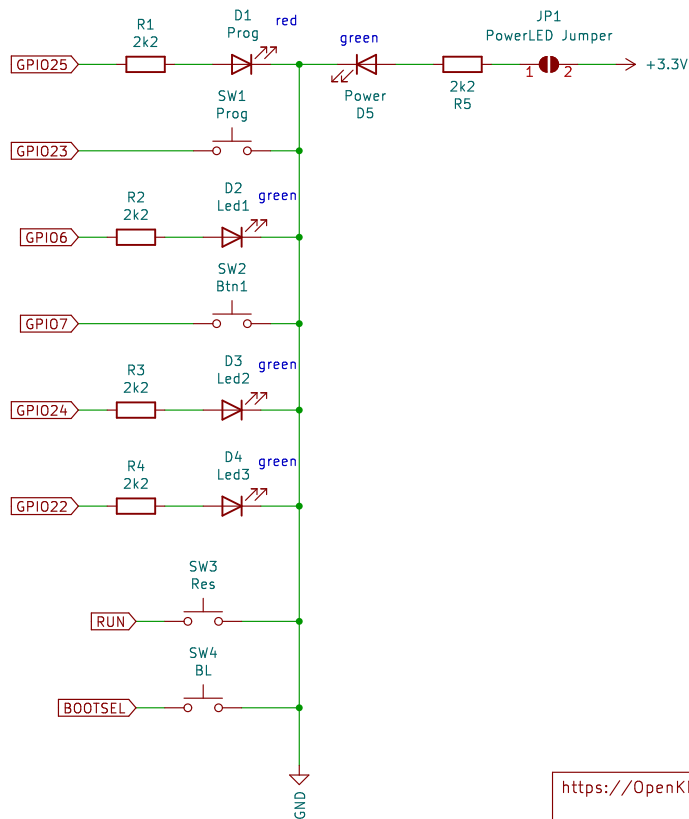 R1
2k2
D1
Prog
red
green
JP1
PowerLED Jumper
GPIO25
1
2
+3.3V
Power
D5
2k2
R5
SW1
Prog
GPIO23
R2
2k2
D2
Led1
green
GPIO6
SW2
Btn1
GPIO7
R3
2k2
D3
Led2
green
GPIO24
R4
2k2
D4
Led3
green
GPIO22
SW3
Res
RUN
SW4
BL
BOOTSEL
GND
https://OpenK